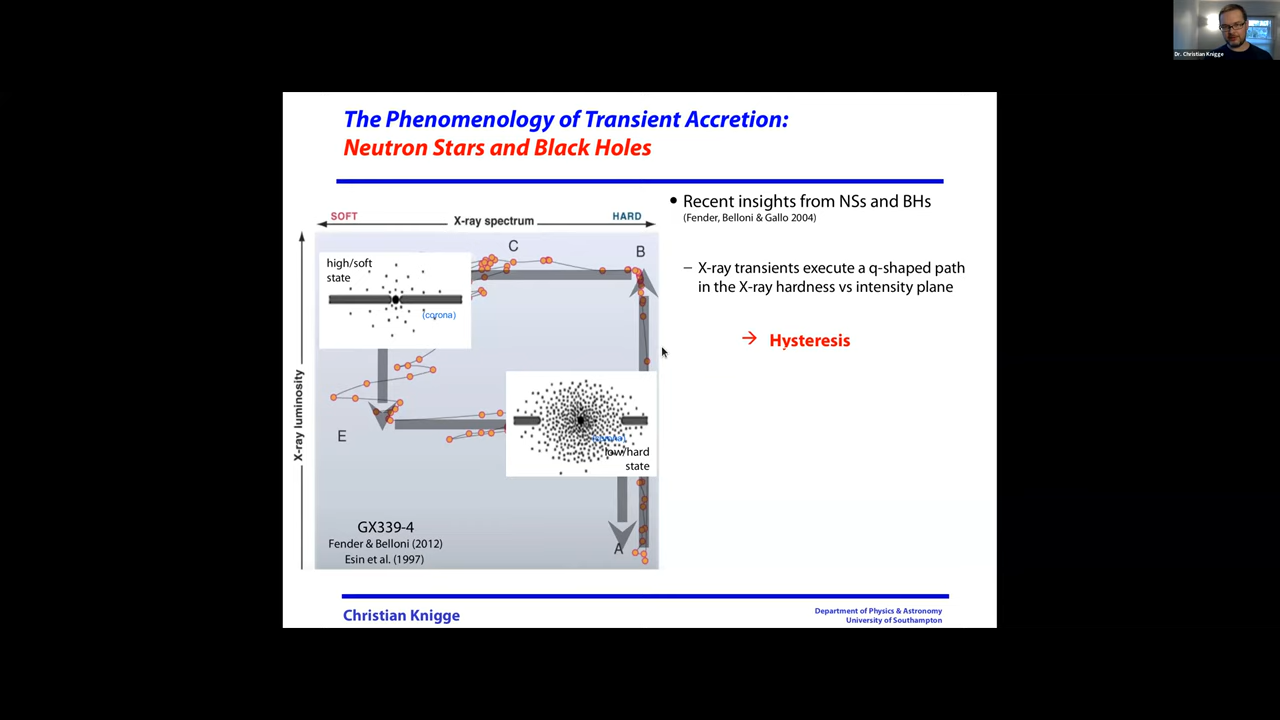 Dr. Christian Knigge
The Phenomenology of Transient Accretion:
Neutron Stars and Black Holes
SOFT
X-ray spectrum
HARD
X-ray luminosity
C
B
high/soft
state
(corona)
E
(corona)
low/hard
state
A
GX339-4
Fender & Belloni (2012)
Esin et al. (1997)
• Recent insights from NSs and BHs
(Fender, Belloni & Gallo 2004)
– X-ray transients execute a q-shaped path
in the X-ray hardness vs intensity plane
→ Hysteresis
Christian Knigge
Department of Physics & Astronomy
University of Southampton